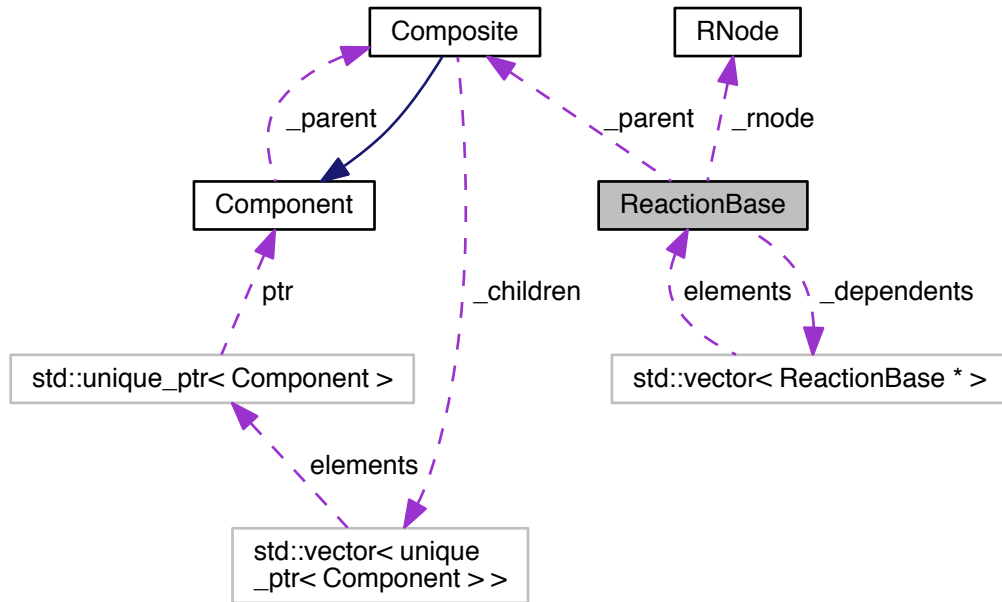 Composite
RNode
_parent
_parent
_rnode
Component
ReactionBase
ptr
_children
elements
_dependents
std::unique_ptr< Component >
std::vector< ReactionBase * >
elements
std::vector< unique
_ptr< Component > >